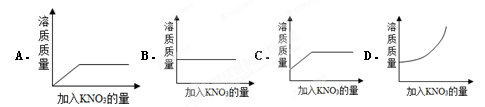 A. 溶质质量 加入KNO₃的量
B. 溶质质量 加入KNO₃的量
C. 溶质质量 加入KNO₃的量
D. 溶质质量 加入KNO₃的量